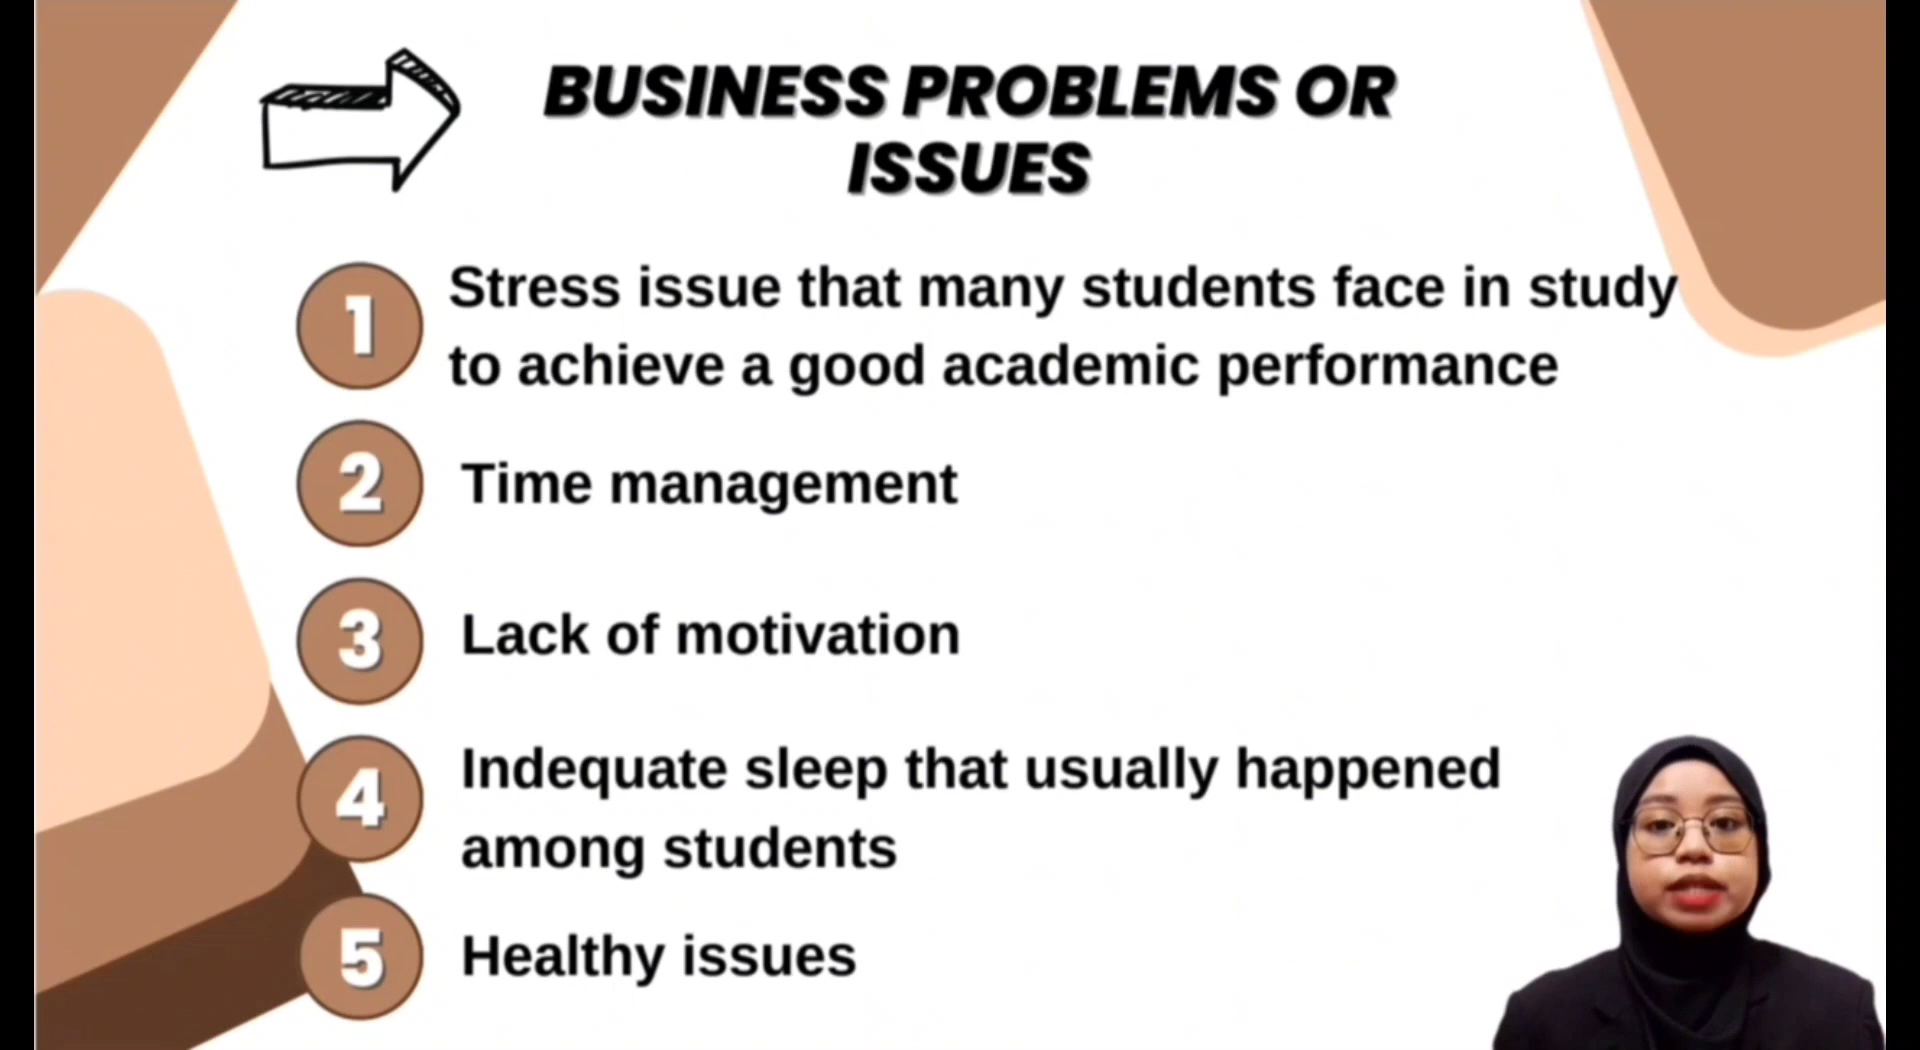 BUSINESS PROBLEMS OR
ISSUES
1
Stress issue that many students face in study
to achieve a good academic performance
2
Time management
3
Lack of motivation
4
Indequate sleep that usually happened
among students
5
Healthy issues